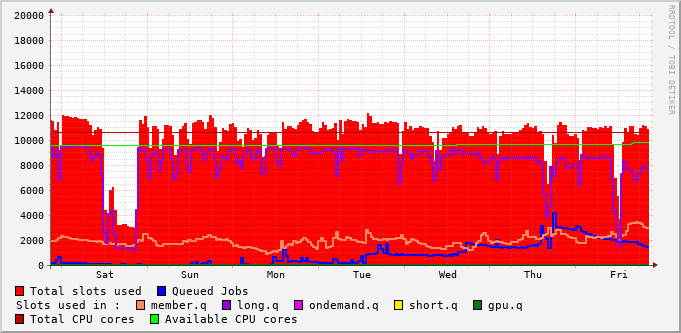 20000
18000
16000
14000
12000
10000
8000
6000
4000
2000
0
Sat Sun Mon Tue Wed Thu Fri
RRDTOOL / TOBI OETIKER
Total slots used Queued Jobs
Slots used in : member.q long.q ondemand.q short.q gpu.q
Total CPU cores Available CPU cores